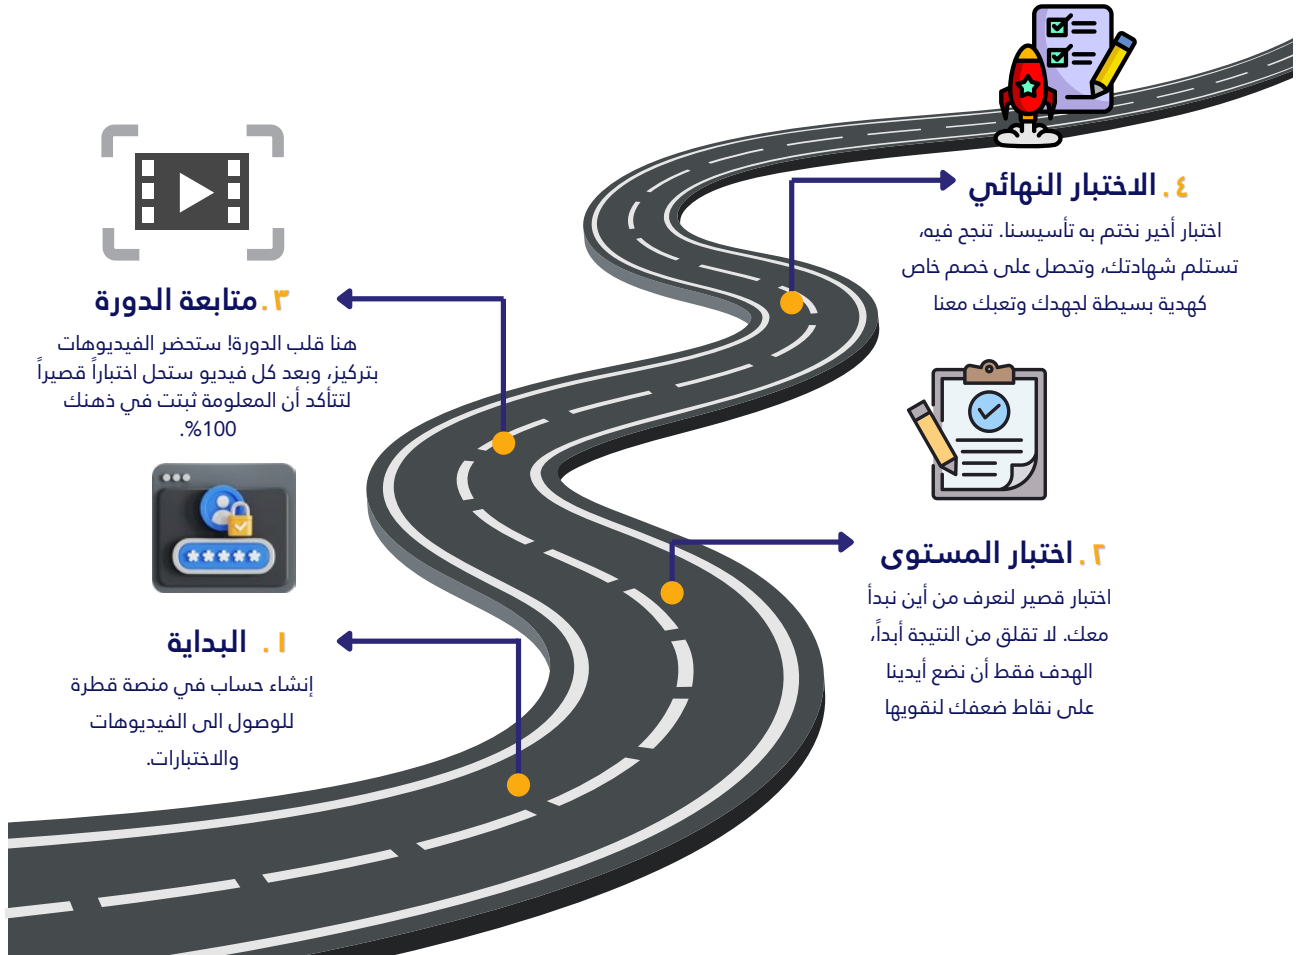 ٤. الاختبار النهائي
اختبار أخير نختم به تأسيسنا. تنجح فيه،
تستلم شهادتك، وتحصل على خصم خاص
كهدية بسيطة لجهدك وتعبك معنا
٣. متابعة الدورة
هنا قلب الدورة! ستحضر الفيديوهات
بتركيز، وبعد كل فيديو ستحل اختباراً قصيراً
لتتأكد أن المعلومة ثبتت في ذهنك
100%.
٢. اختبار المستوى
اختبار قصير لنعرف من أين نبدأ
معك. لا تقلق من النتيجة أبداً،
الهدف فقط أن نضع أيدينا
على نقاط ضعفك لنقويها
١. البداية
إنشاء حساب في منصة قطرة
للوصول الى الفيديوهات
والاختبارات.